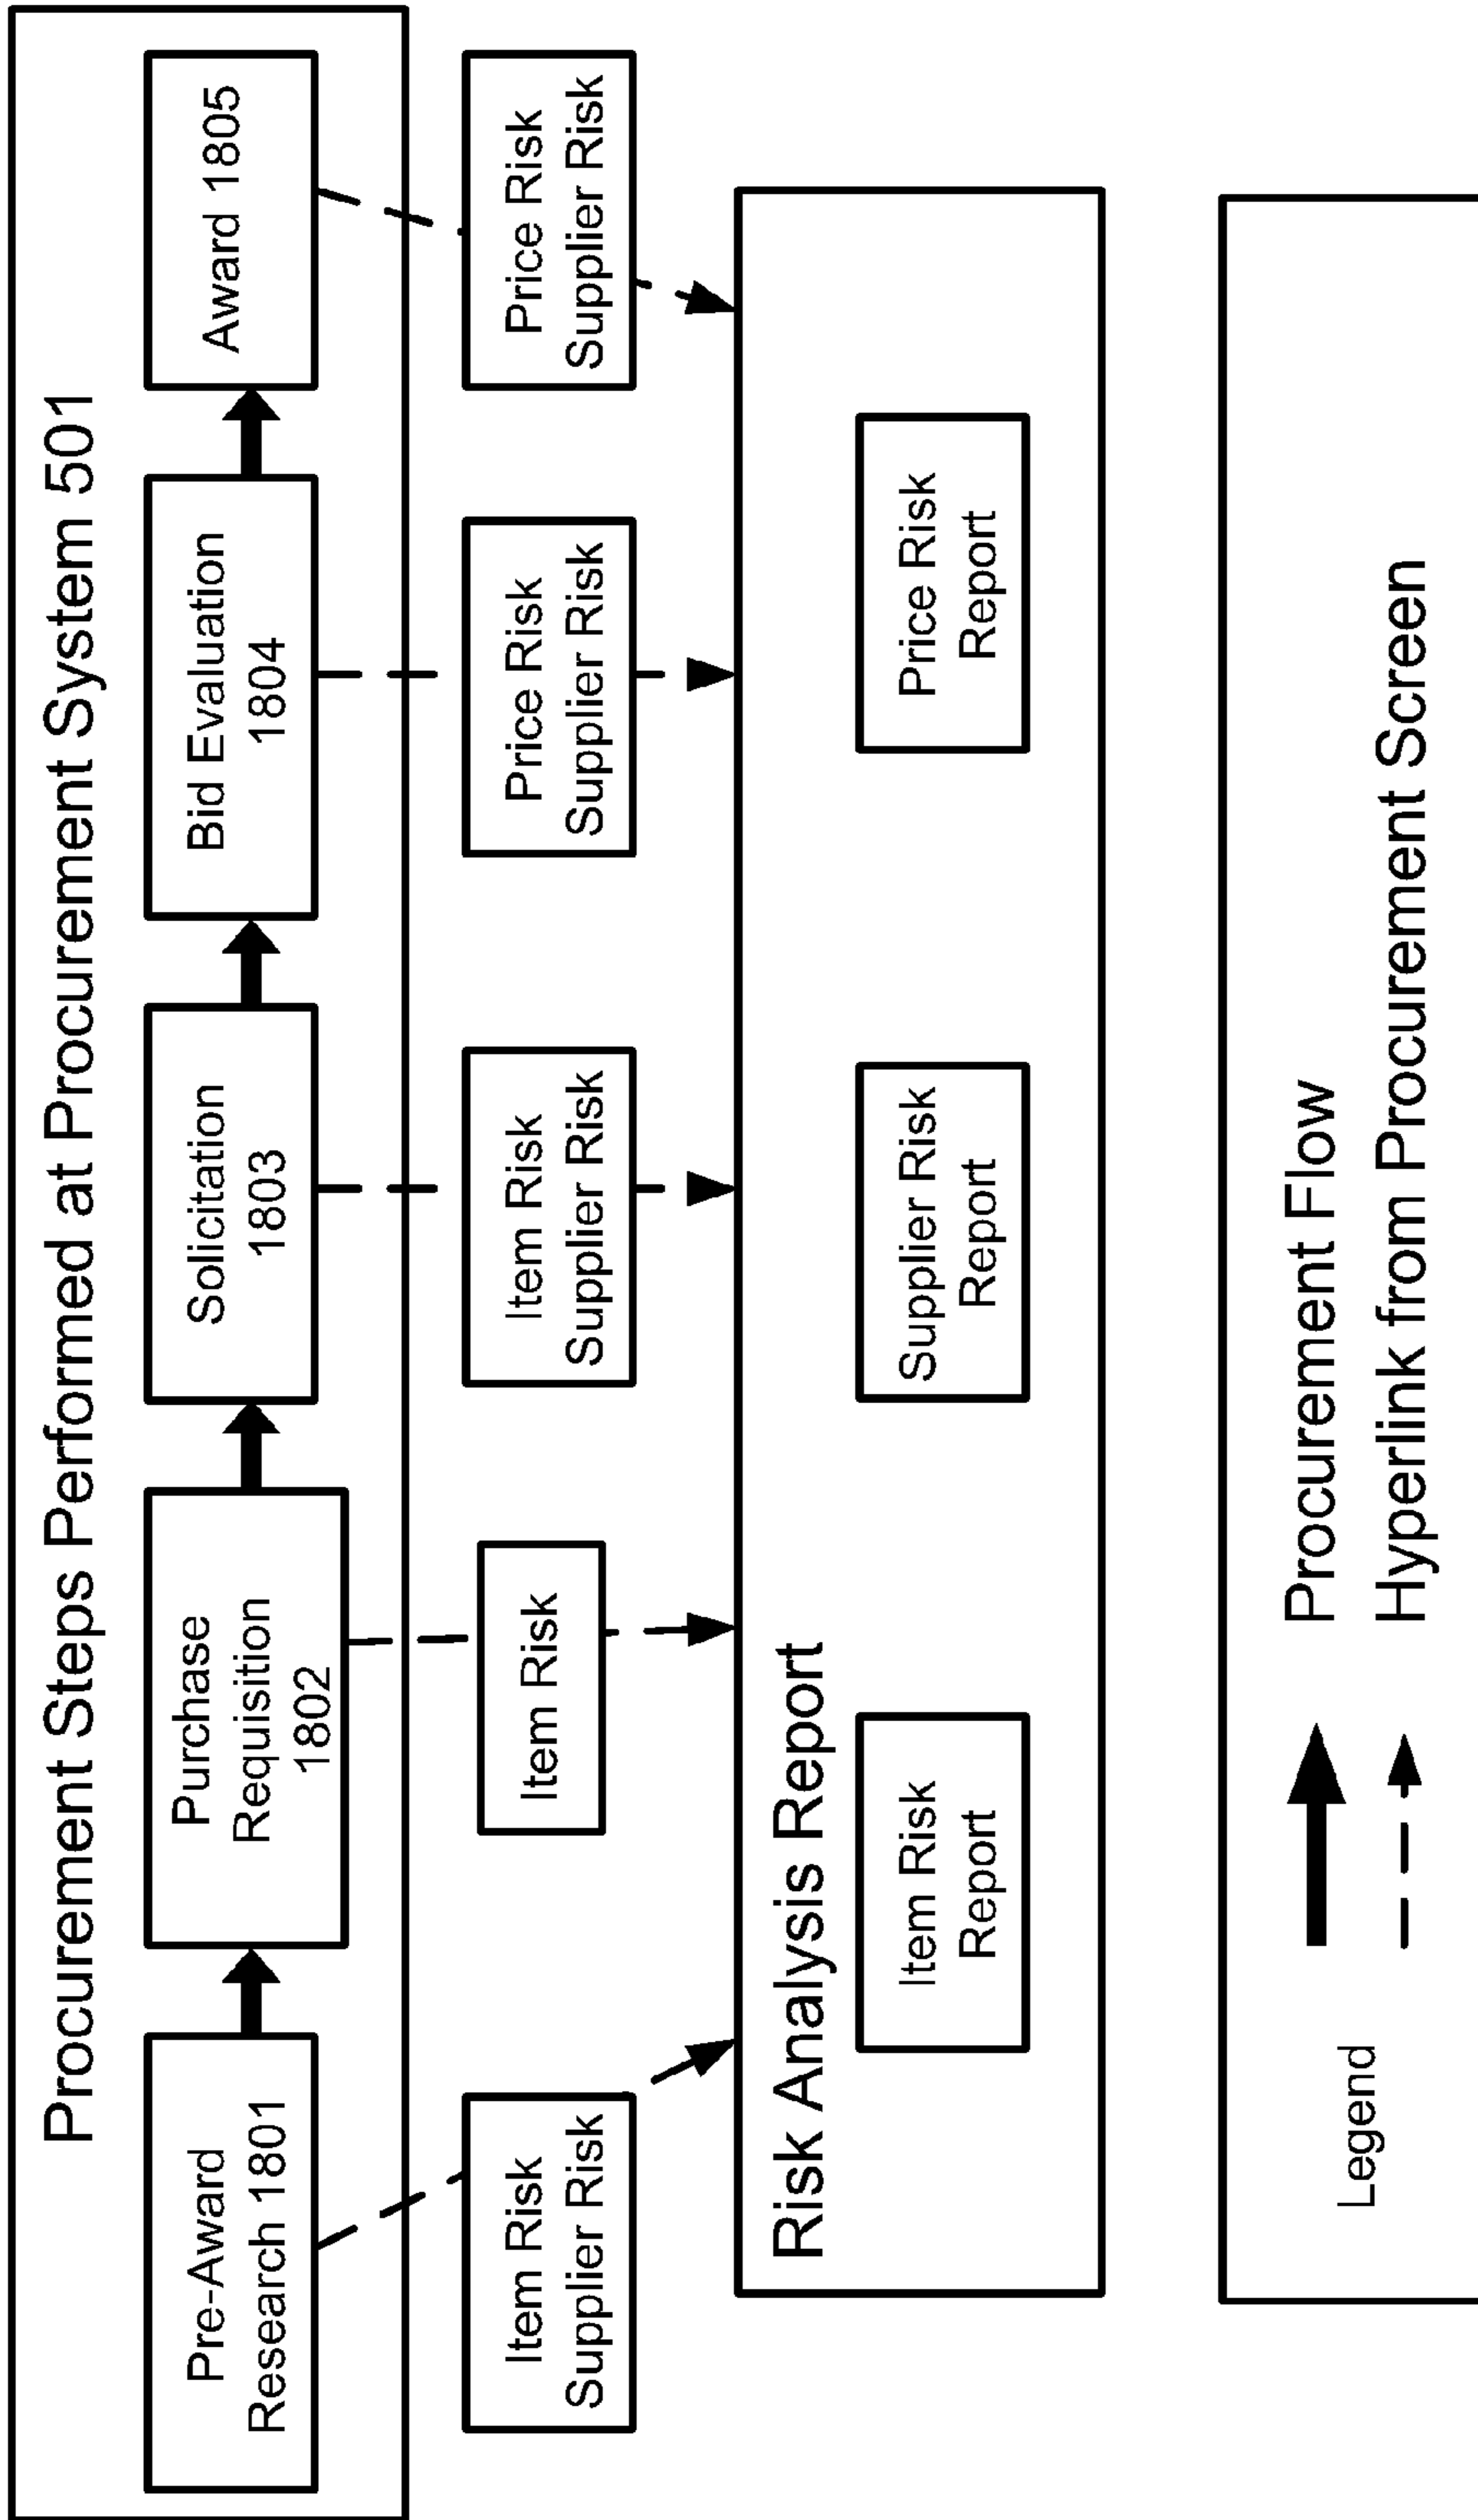 Procurement Steps Performed at Procurement System 501
Pre-Award
Research 1801
Purchase
Requisition
1802
Solicitation
1803
Bid Evaluation
1804
Award 1805
Item Risk
Supplier Risk
Item Risk
Item Risk
Supplier Risk
Price Risk
Supplier Risk
Price Risk
Supplier Risk
Risk Analysis Report
Item Risk
Report
Supplier Risk
Report
Price Risk
Report
Legend
Procurement Flow
Hyperlink from Procurement Screen